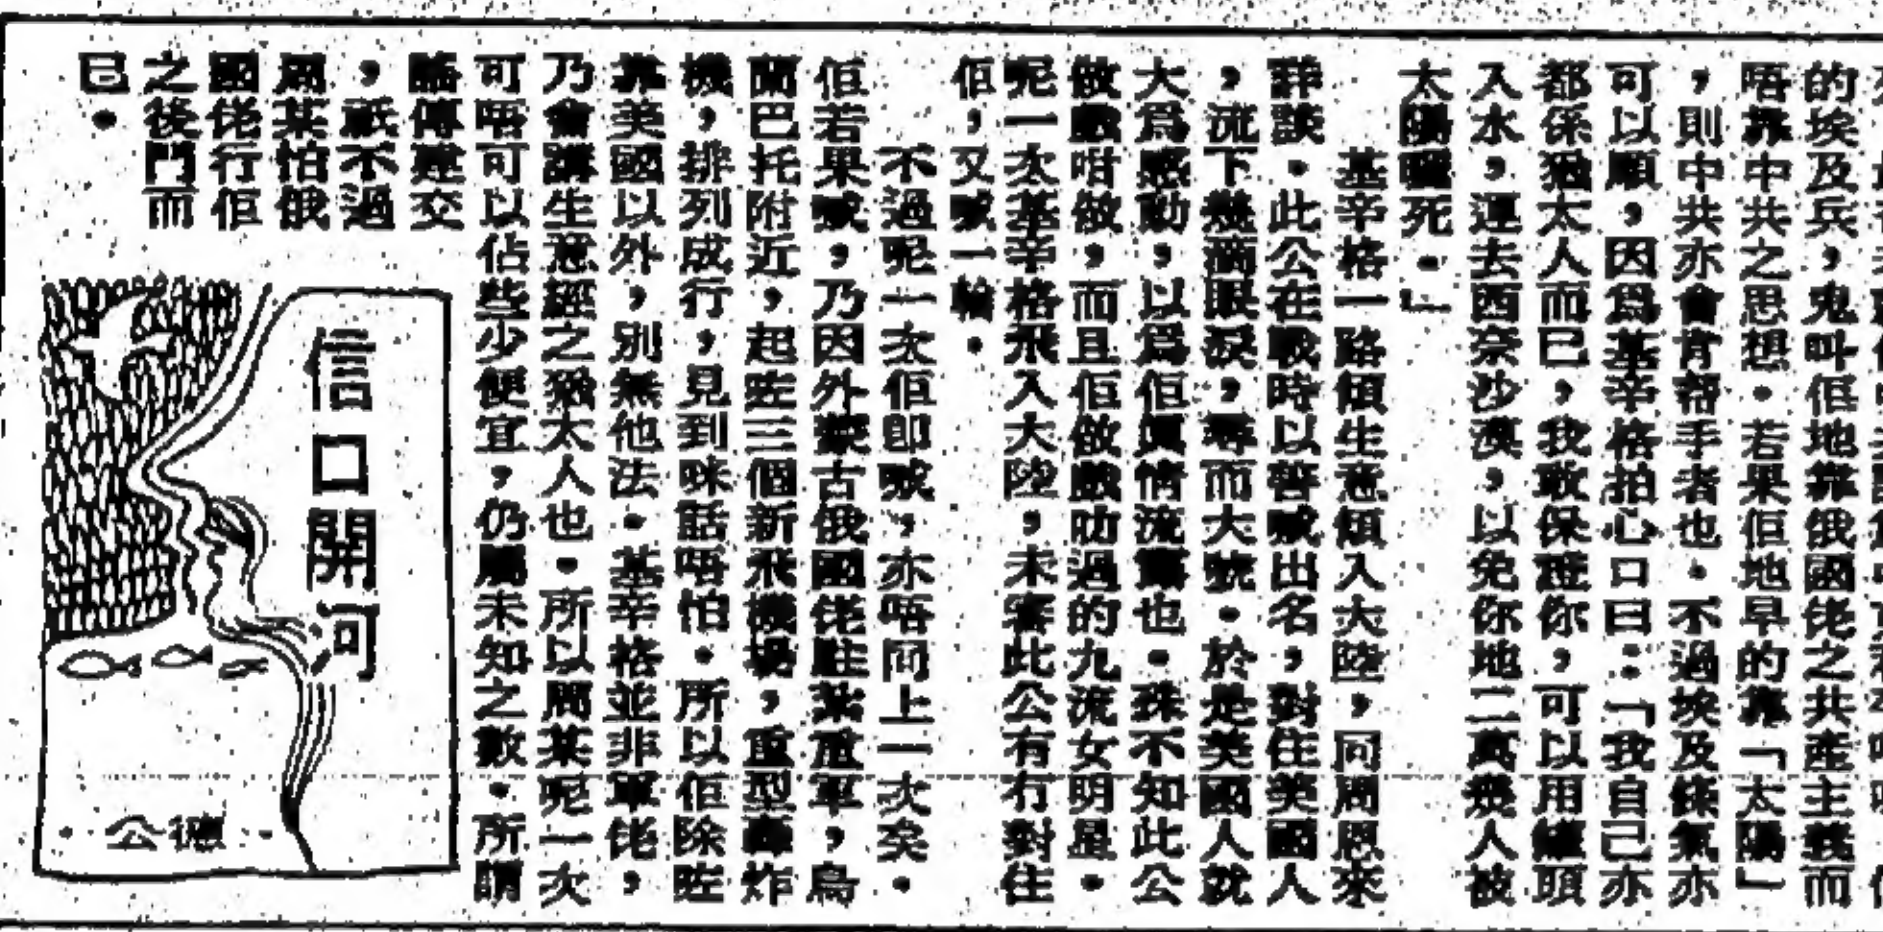 的埃及兵，鬼叫佢地靠俄國佬之共產主義而
唔靠中共之思想。若果佢地早的靠「太陽」
，則中共亦會肯幫手者也。不過埃及條氣亦
可以順，因爲基辛格拍心口曰：「我自己亦
都係猶太人而已，我敢保證你，可以用罐頭
入水，運去西奈沙漠，以免你地二萬幾人被
太陽曬死。」
基辛格一路傾生意傾入大陸，同周恩來
詳談。此公在戰時以善喊出名，對住美國人
，流下幾滴眼淚，尋而大號。於是美國人就
大爲感動，以爲佢眞情流露也。殊不知此公
做戲咁做，而且佢做戲叻過的九流女明星。
呢一次基辛格飛入大陸，未審此公有冇對住
佢，又喊一輪。
不過呢一次佢即喊，亦唔同上一次矣。
佢若果喊，乃因外蒙古俄國佬駐紮重軍，烏
蘭巴托附近，起咗三個新飛機場，重型轟炸
機，排列成行，見到咪話唔怕。所以佢除咗
靠美國以外，別無他法。基辛格並非軍佬，
乃會講生意經之猶太人也。所以周某呢一次
可唔可以佔些少便宜，仍屬未知之數。所謂
謠傳建交
，祇不過
周某怕俄
國佬行佢
之後門而
已。
信口開河
德公